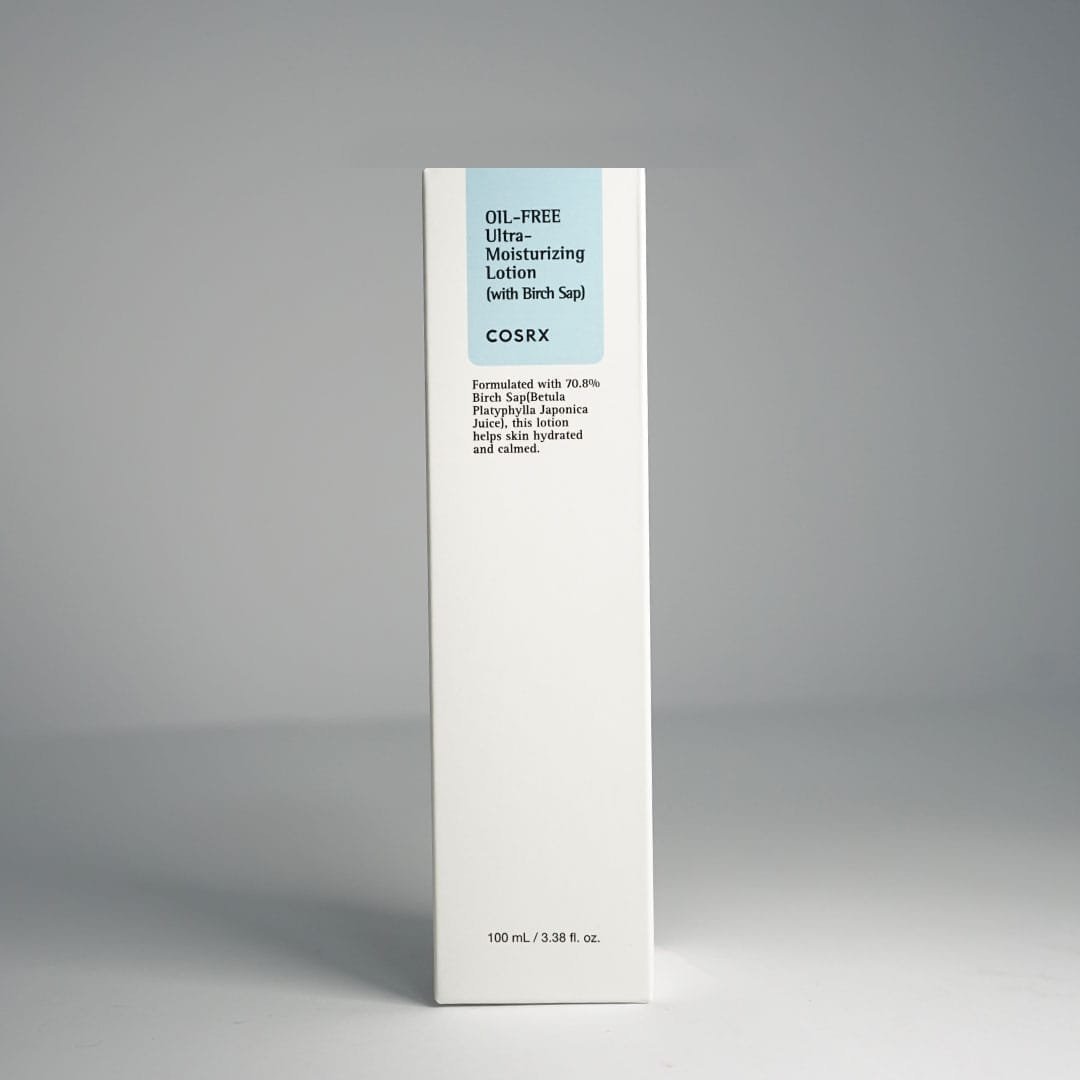 OIL-FREE
Ultra-
Moisturizing
Lotion
(with Birch Sap)
COSRX
Formulated with 70.8%
Birch Sap(Betula
Platyphylla Japonica
Juice), this lotion
helps skin hydrated
and calmed.
100 mL / 3.38 fl. oz.